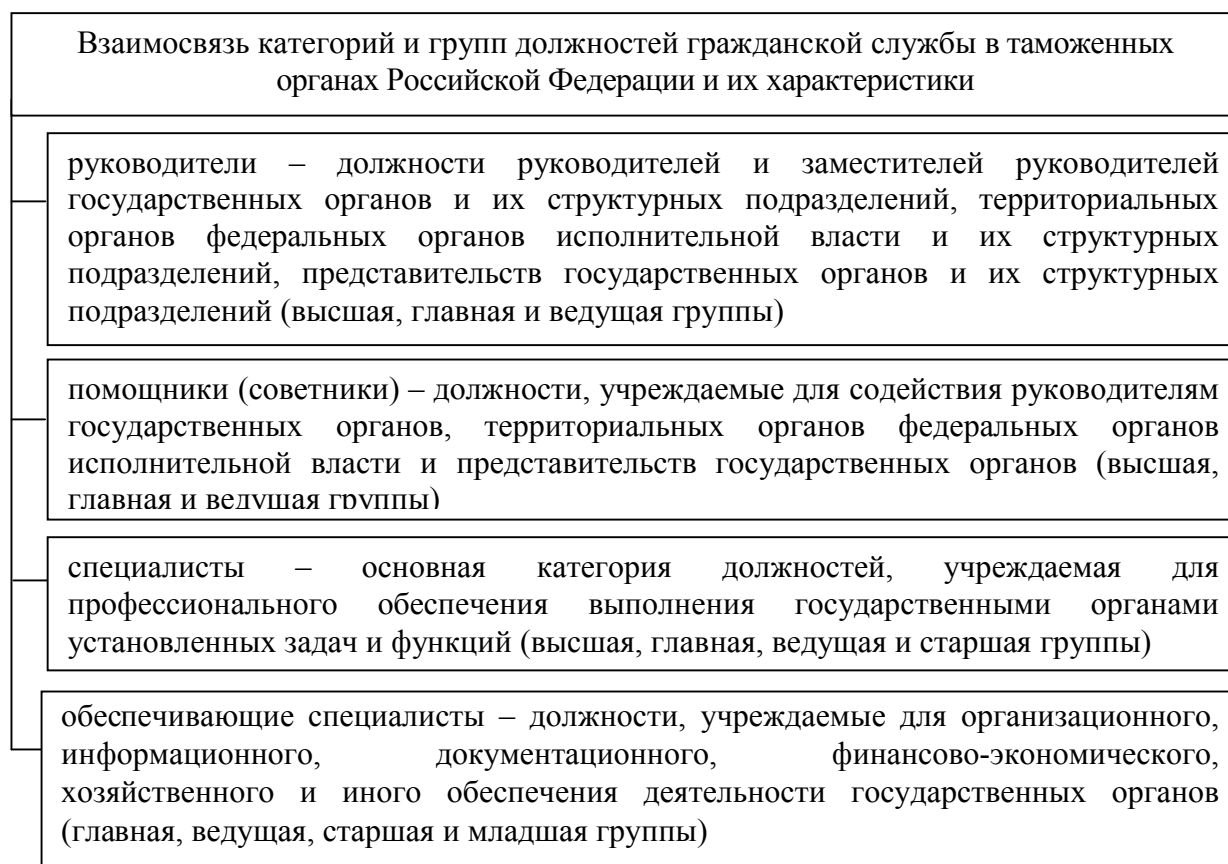 Взаимосвязь категорий и групп должностей гражданской службы в таможенных
органах Российской Федерации и их характеристики
руководители – должности руководителей и заместителей руководителей
государственных органов и их структурных подразделений, территориальных
органов федеральных органов исполнительной власти и их структурных
подразделений, представительств государственных органов и их структурных
подразделений (высшая, главная и ведущая группы)
помощники (советники) – должности, учреждаемые для содействия руководителям
государственных органов, территориальных органов федеральных органов
исполнительной власти и представительств государственных органов (высшая,
главная и ведущая группы)
специалисты – основная категория должностей, учреждаемая для
профессионального обеспечения выполнения государственными органами
установленных задач и функций (высшая, главная, ведущая и старшая группы)
обеспечивающие специалисты – должности, учреждаемые для организационного,
информационного, документационного, финансово-экономического,
хозяйственного и иного обеспечения деятельности государственных органов
(главная, ведущая, старшая и младшая группы)